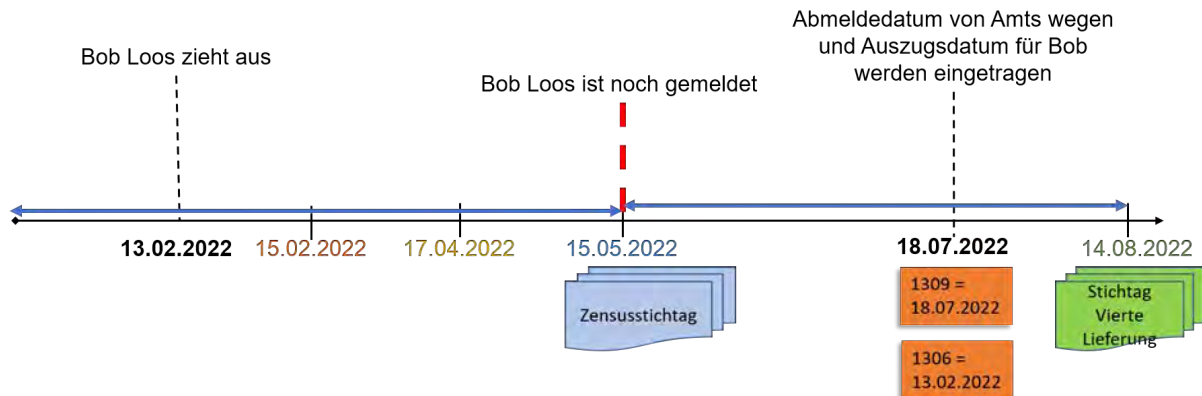 Abmeldedatum von Amts wegen
und Auszugsdatum für Bob
werden eingetragen
Bob Loos zieht aus
Bob Loos ist noch gemeldet
13.02.2022
15.02.2022
17.04.2022
15.05.2022
18.07.2022
14.08.2022
Zensusstichtag
1309 =
18.07.2022
1306 =
13.02.2022
Stichtag
Vierte
Lieferung